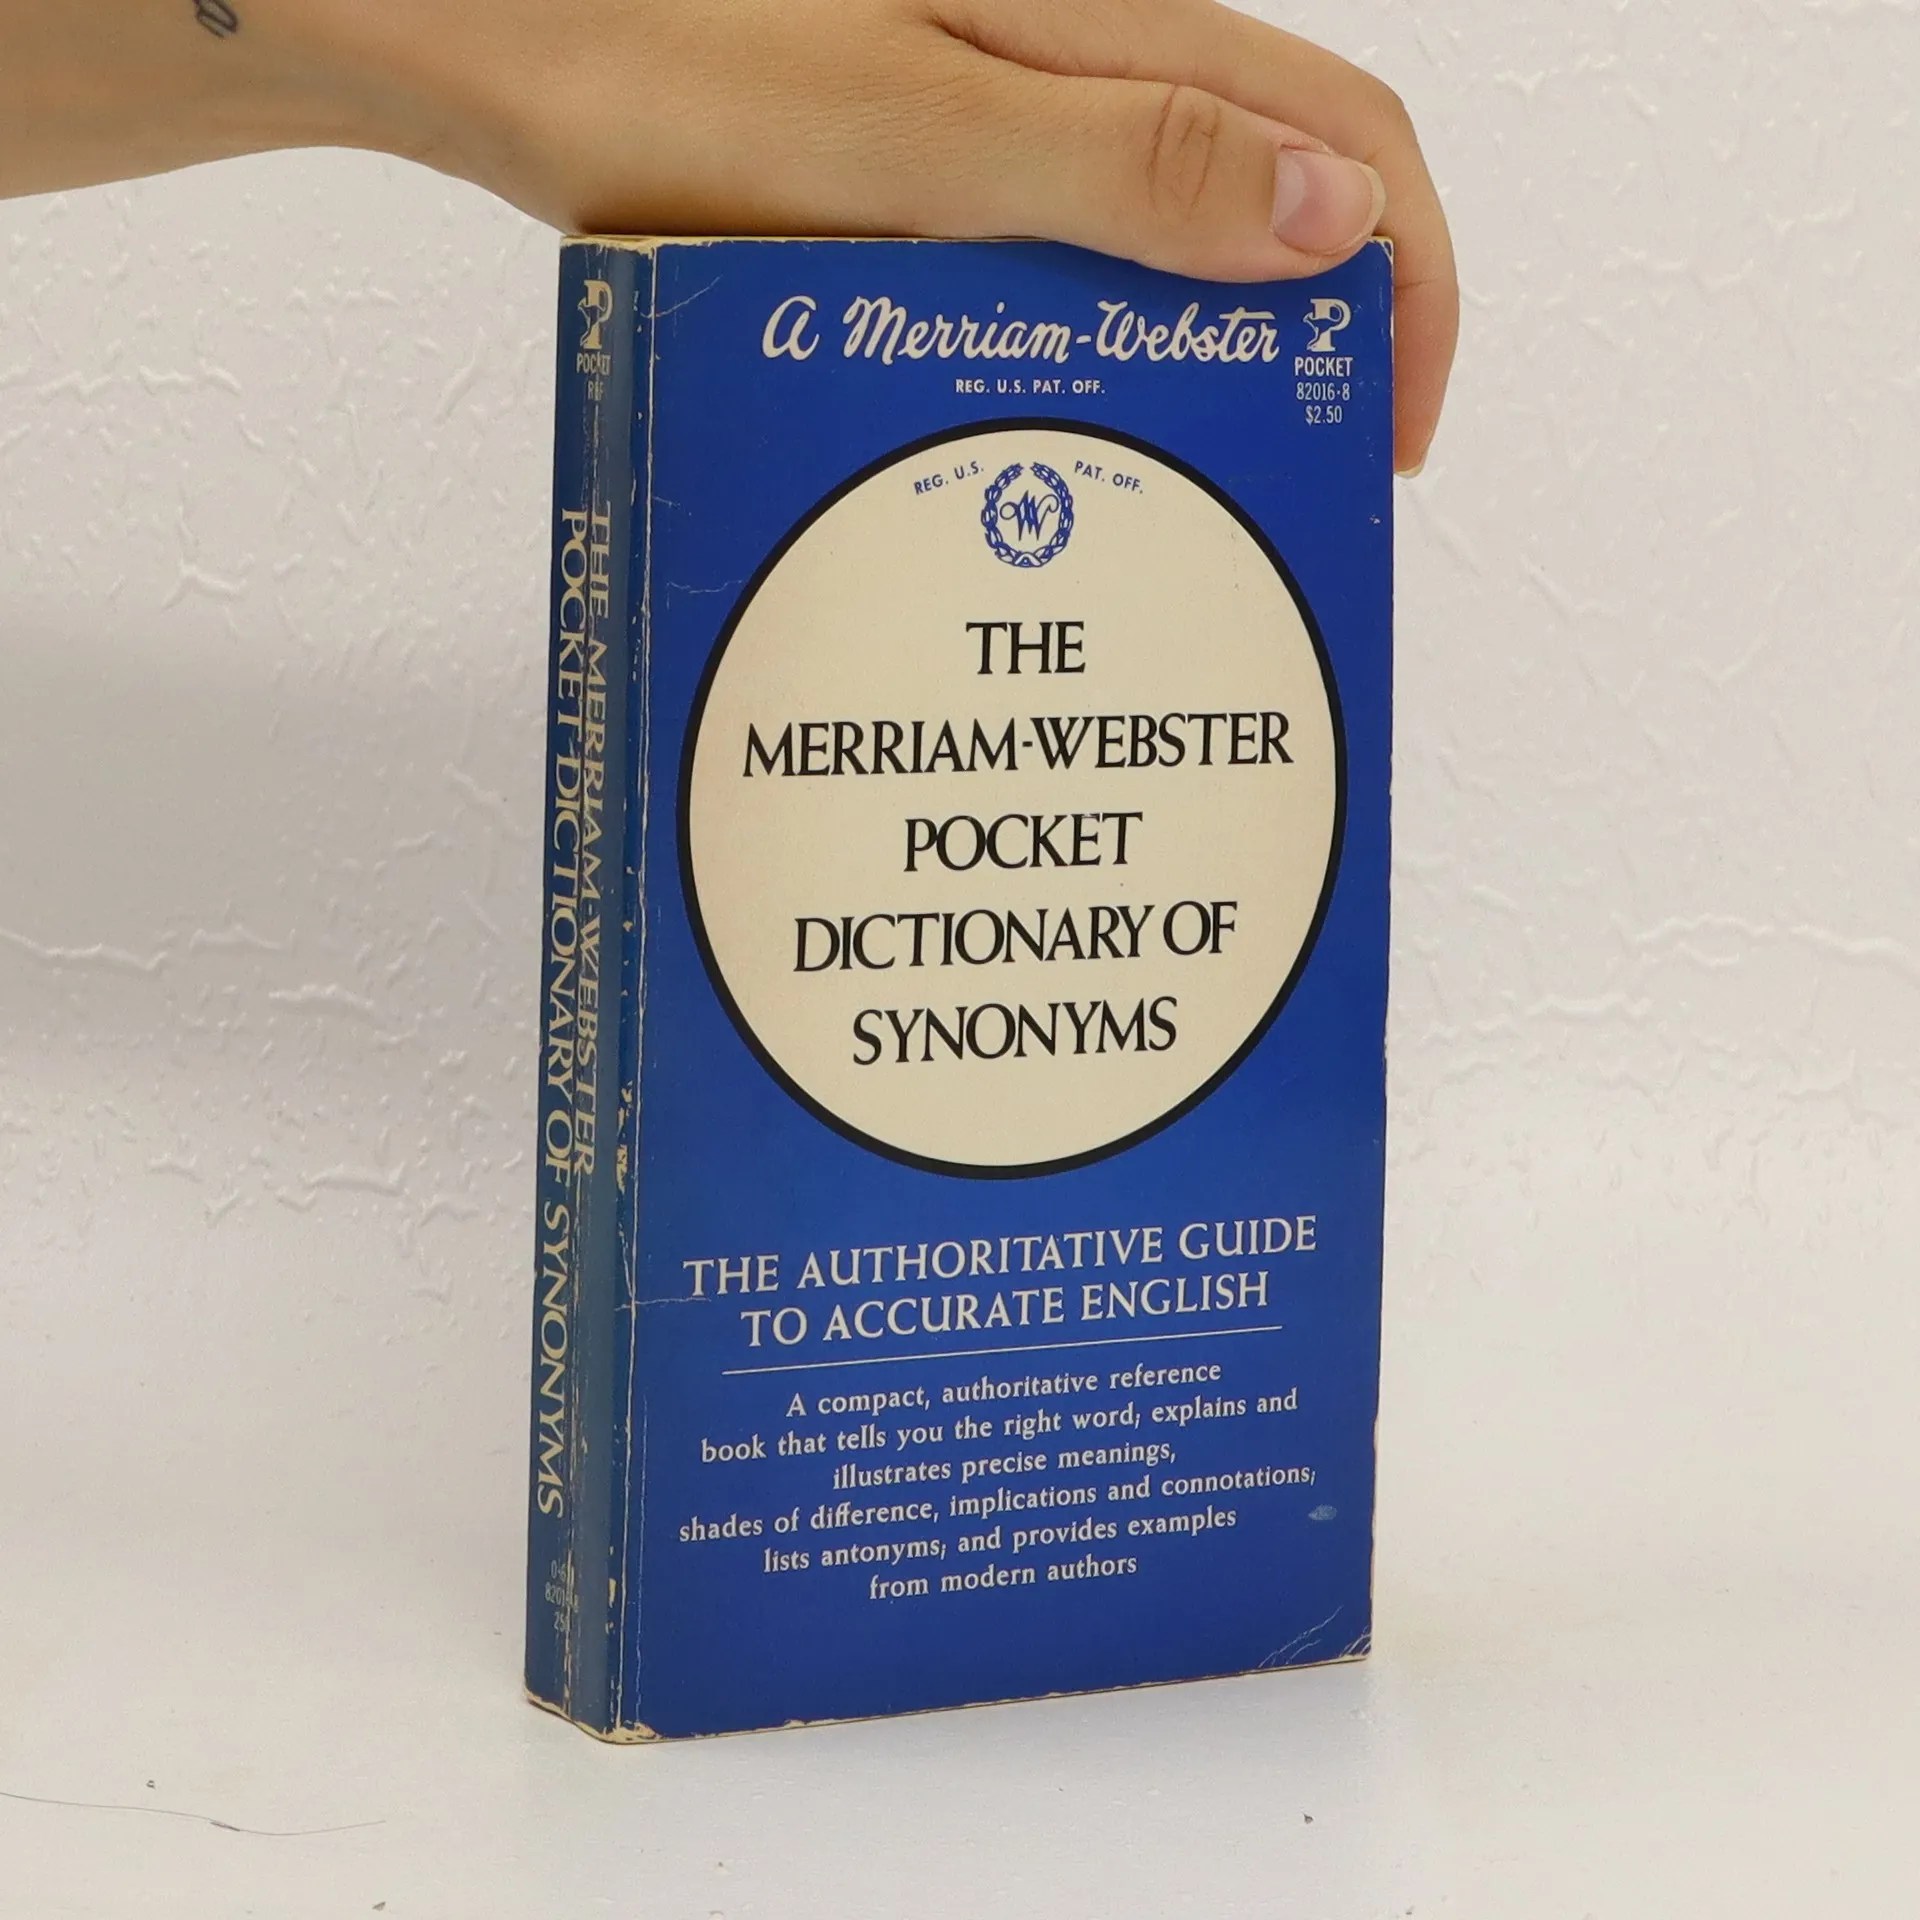 A Merriam-Webster
REG. U.S. PAT. OFF.
POCKET
82016·8
$2.50
REG. U.S. PAT. OFF.
W
THE
MERRIAM-WEBSTER
POCKET
DICTIONARY OF
SYNONYMS
THE AUTHORITATIVE GUIDE
TO ACCURATE ENGLISH
A compact, authoritative reference
book that tells you the right word; explains and
illustrates precise meanings,
shades of difference, implications and connotations;
lists antonyms; and provides examples
from modern authors
POCKET
REF
THE MERRIAM-WEBSTER
POCKET DICTIONARY OF SYNONYMS